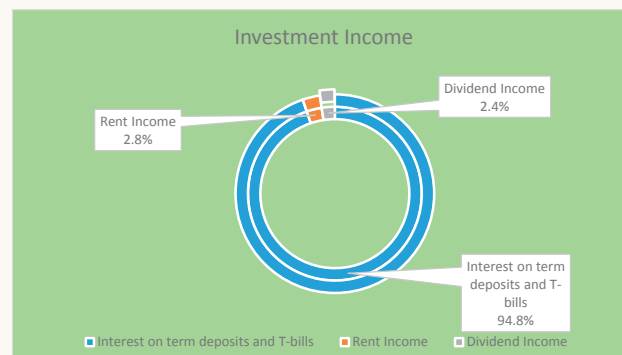 Investment Income
Dividend Income
2.4%
Rent Income
2.8%
Interest on term
deposits and T-
bills
94.8%
Interest on term deposits and T-bills
Rent Income
Dividend Income